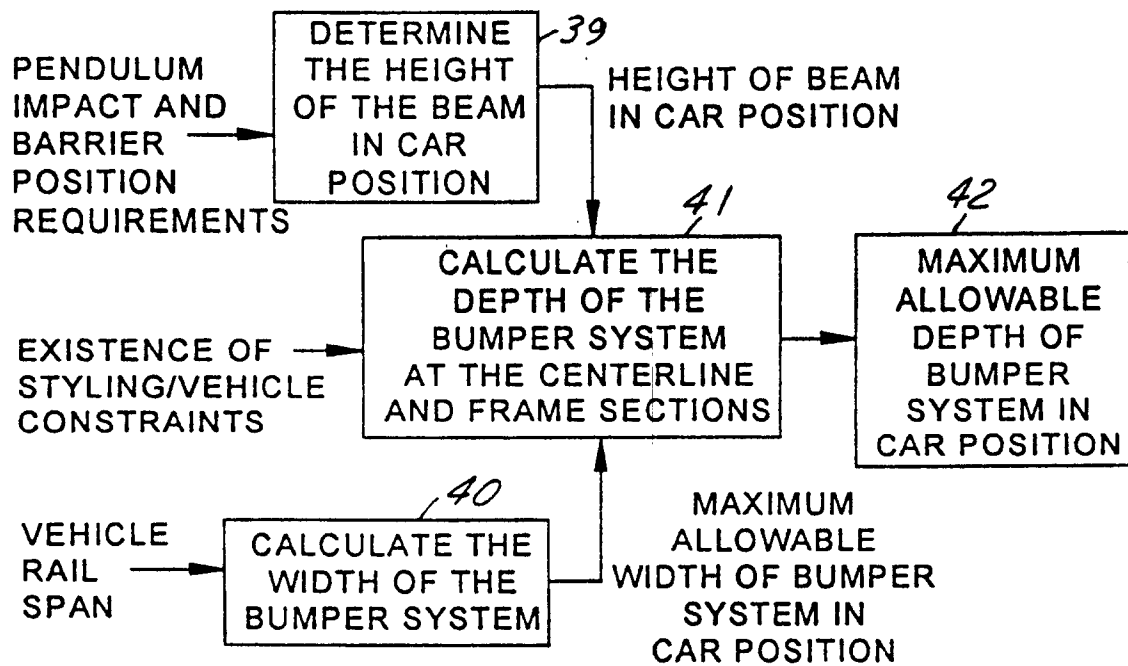 39
DETERMINE
THE HEIGHT
OF THE BEAM
IN CAR
POSITION
PENDULUM
IMPACT AND
BARRIER
POSITION
REQUIREMENTS
HEIGHT OF BEAM
IN CAR POSITION
41
CALCULATE THE
DEPTH OF THE
BUMPER SYSTEM
AT THE CENTERLINE
AND FRAME SECTIONS
42
MAXIMUM
ALLOWABLE
DEPTH OF
BUMPER
SYSTEM IN
CAR POSITION
EXISTENCE OF
STYLING/VEHICLE
CONSTRAINTS
40
VEHICLE
RAIL
SPAN
CALCULATE THE
WIDTH OF THE
BUMPER SYSTEM
MAXIMUM
ALLOWABLE
WIDTH OF BUMPER
SYSTEM IN
CAR POSITION